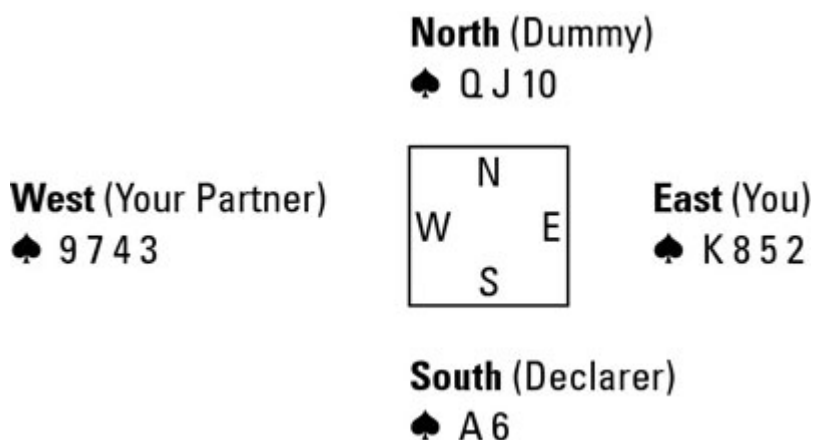 North (Dummy)
♠ Q J 10
N
West (Your Partner)
East (You)
W E
♠ 9 7 4 3
♠ K 8 5 2
S
South (Declarer)
♠ A 6